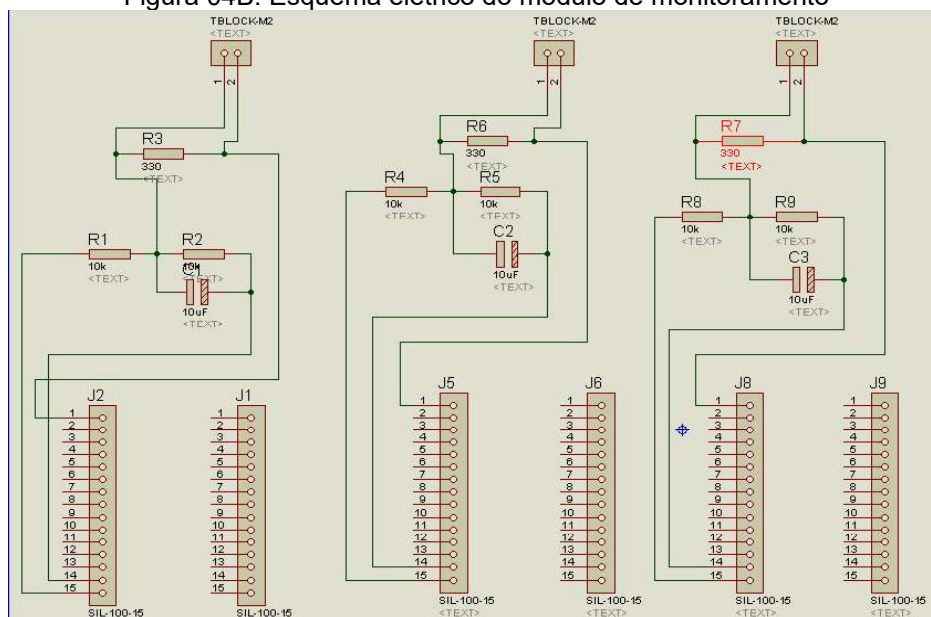 Figura 04B: Esquema elétrico do módulo de monitoramento
TBLOCK-M2
<TEXT>
1
2
R3
330
<TEXT>
R1
10k
<TEXT>
R2
10k
<TEXT>
C1
10uF
<TEXT>
J2
1
2
3
4
5
6
7
8
9
10
11
12
13
14
15
SIL-100-15
J1
1
2
3
4
5
6
7
8
9
10
11
12
13
14
15
SIL-100-15
TBLOCK-M2
<TEXT>
1
2
R6
330
<TEXT>
R4
10k
<TEXT>
R5
10k
<TEXT>
C2
10uF
<TEXT>
J5
1
2
3
4
5
6
7
8
9
10
11
12
13
14
15
SIL-100-15
<TEXT>
J6
1
2
3
4
5
6
7
8
9
10
11
12
13
14
15
SIL-100-15
<TEXT>
TBLOCK-M2
<TEXT>
1
2
R7
330
<TEXT>
R8
10k
<TEXT>
R9
10k
<TEXT>
C3
10uF
<TEXT>
J8
1
2
3
4
5
6
7
8
9
10
11
12
13
14
15
SIL-100-15
<TEXT>
J9
1
2
3
4
5
6
7
8
9
10
11
12
13
14
15
SIL-100-15
<TEXT>